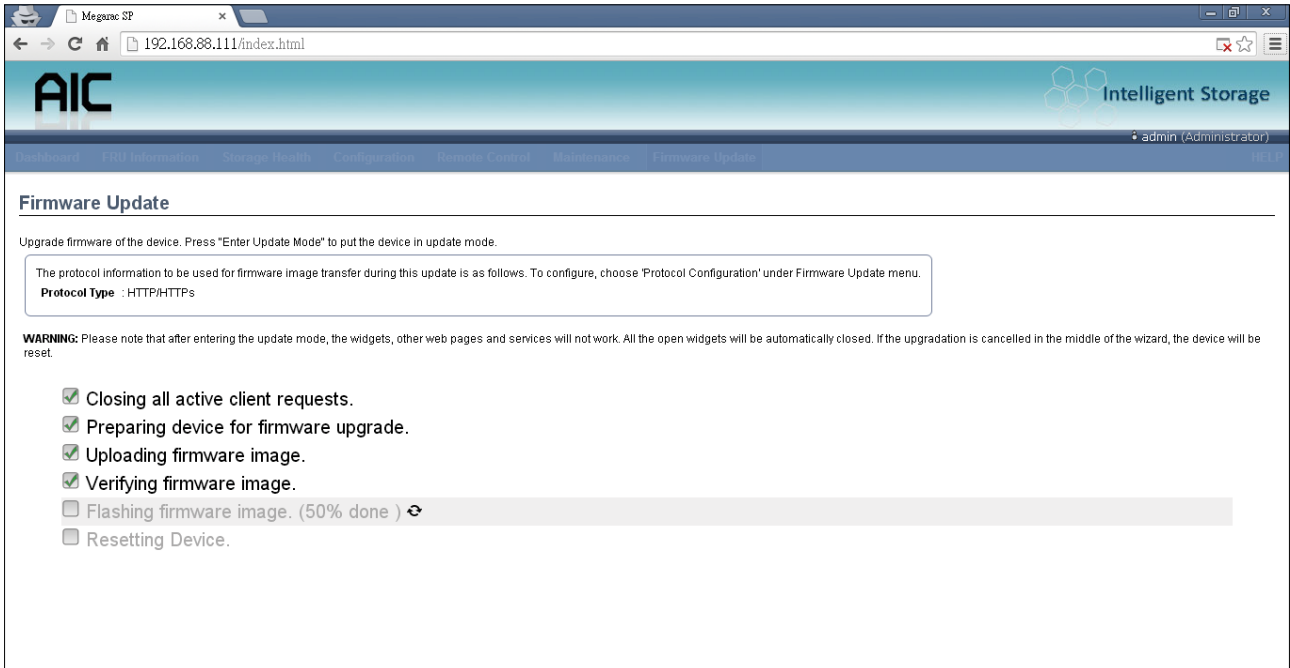 Megarac SP
192.168.88.111/index.html
AIC
Intelligent Storage
admin (Administrator)
Dashboard FRU Information Storage Health Configuration Remote Control Maintenance Firmware Update HELP
Firmware Update
Upgrade firmware of the device. Press "Enter Update Mode" to put the device in update mode.
The protocol information to be used for firmware image transfer during this update is as follows. To configure, choose 'Protocol Configuration' under Firmware Update menu.
Protocol Type : HTTP/HTTPs
WARNING: Please note that after entering the update mode, the widgets, other web pages and services will not work. All the open widgets will be automatically closed. If the upgradation is cancelled in the middle of the wizard, the device will be
reset.
Closing all active client requests.
Preparing device for firmware upgrade.
Uploading firmware image.
Verifying firmware image.
Flashing firmware image. (50% done )
Resetting Device.